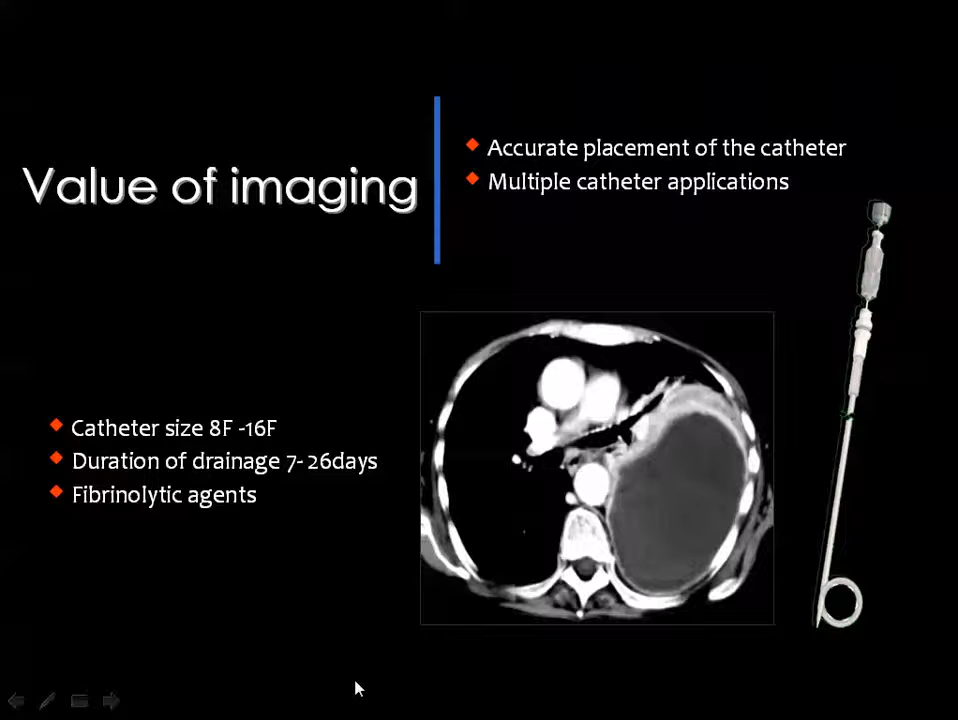 Value of imaging
Accurate placement of the catheter
Multiple catheter applications
Catheter size 8F -16F
Duration of drainage 7- 26days
Fibrinolytic agents